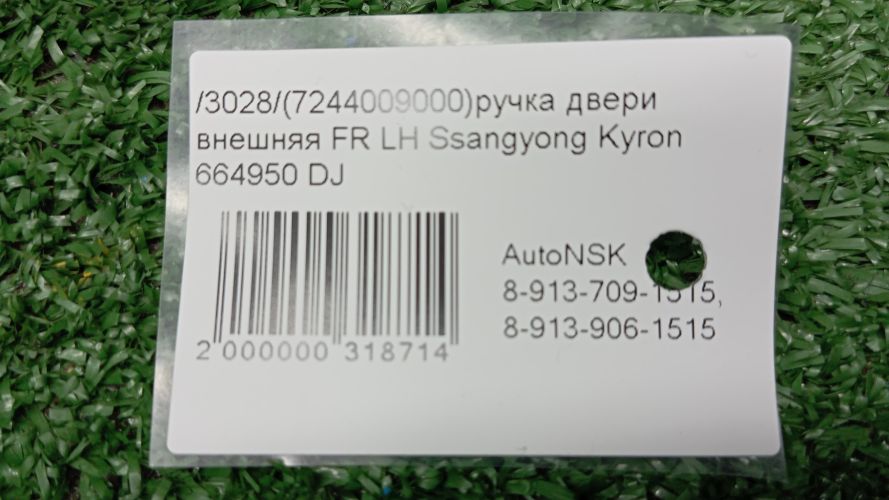 /3028/(7244009000)ручка двери
внешняя FR LH Ssangyong Kyron
664950 DJ
AutoNSK
8-913-709-1515,
8-913-906-1515
2 000000 318714